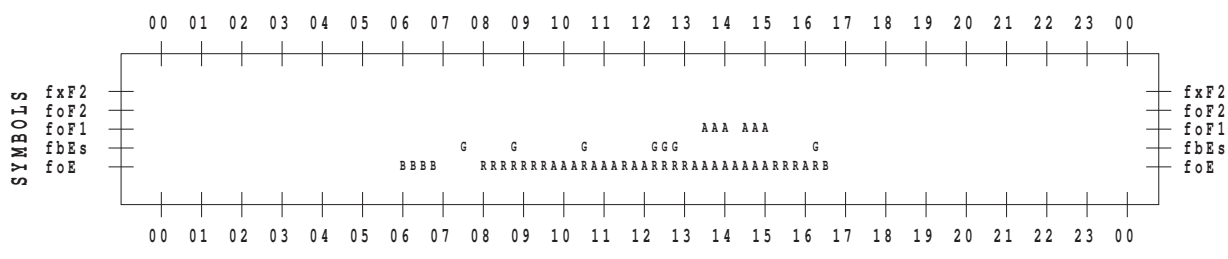 00 01 02 03 04 05 06 07 08 09 10 11 12 13 14 15 16 17 18 19 20 21 22 23 00
SYMBOLS
fxF2 fxF2
foF2 foF2
foF1 AAA AAA foF1
fbEs G G G GGG G fbEs
foE BBBB RRRRRRRAAARAAARAARRRRAAAAAAAARRRARB foE
00 01 02 03 04 05 06 07 08 09 10 11 12 13 14 15 16 17 18 19 20 21 22 23 00